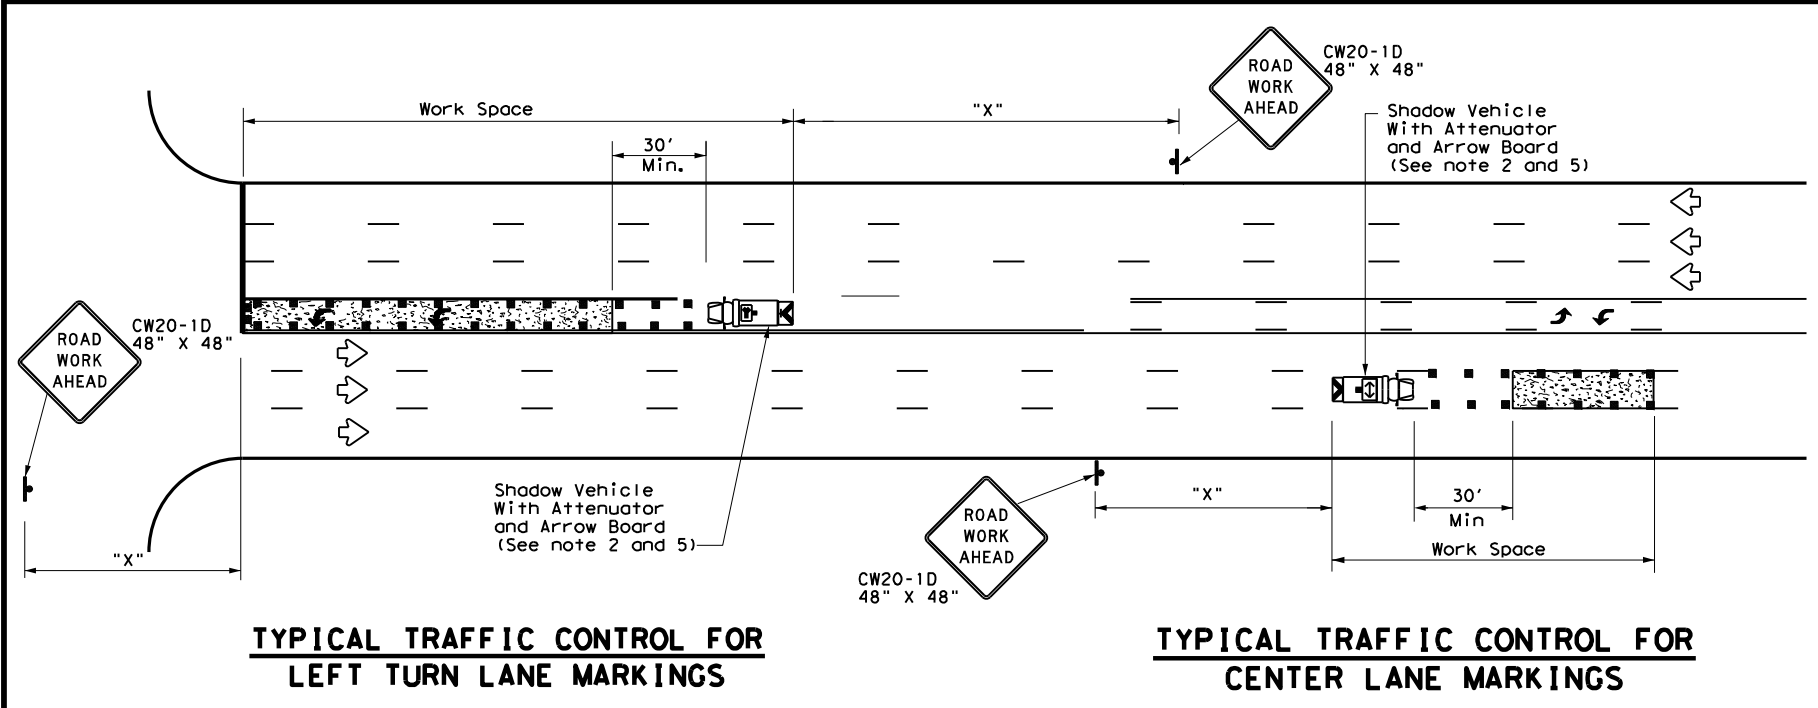 ROAD
WORK
AHEAD
CW20-1D
48" X 48"
Work Space
"X"
30'
Min.
Shadow Vehicle
With Attenuator
and Arrow Board
(See note 2 and 5)
ROAD
WORK
AHEAD
CW20-1D
48" X 48"
"X"
Shadow Vehicle
With Attenuator
and Arrow Board
(See note 2 and 5)
ROAD
WORK
AHEAD
CW20-1D
48" X 48"
"X"
30'
Min
Work Space
TYPICAL TRAFFIC CONTROL FOR
LEFT TURN LANE MARKINGS
TYPICAL TRAFFIC CONTROL FOR
CENTER LANE MARKINGS